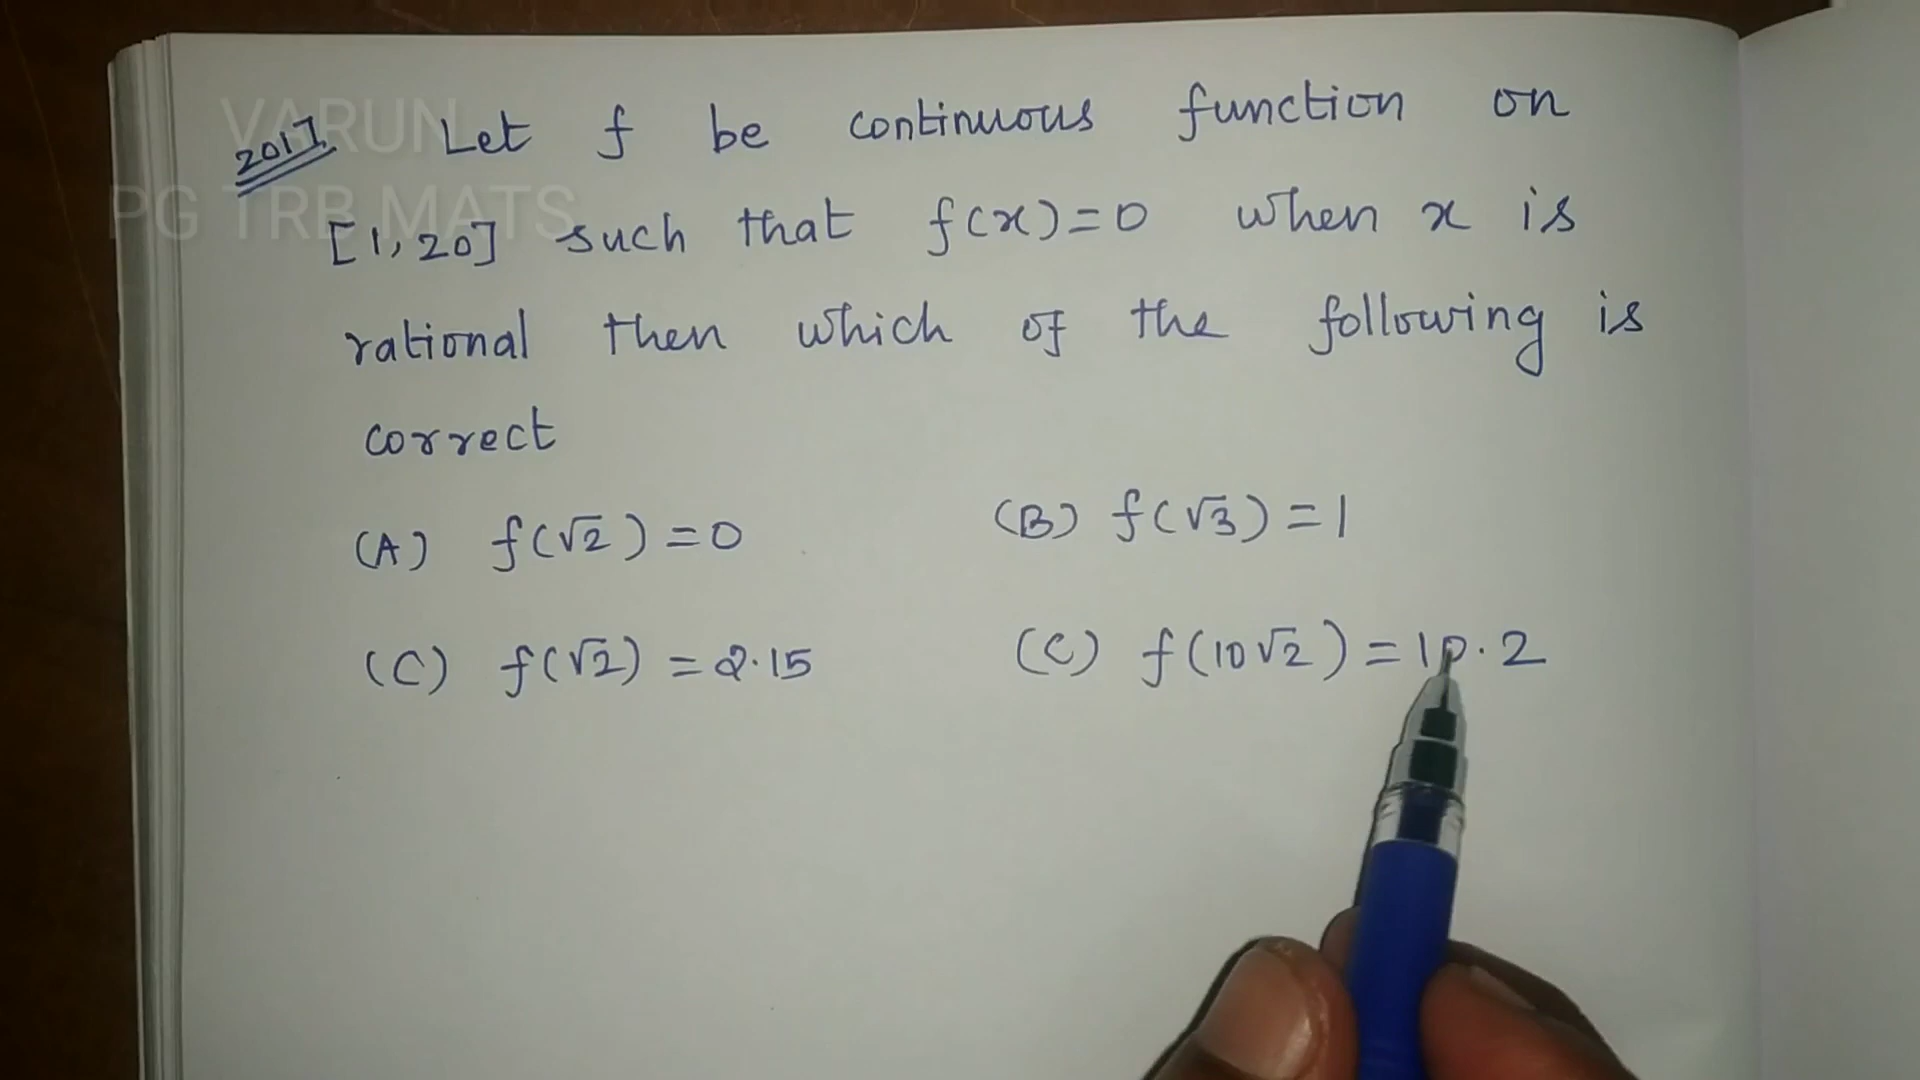 VARUN
PG TRB MATS
2017 Let f be continuous function on
[1, 20] such that f(x)=0 when x is
rational then which of the following is
correct
(A) f(√2)=0 (B) f(√3)=1
(C) f(√2)=2.15 (C) f(10√2)=10.2